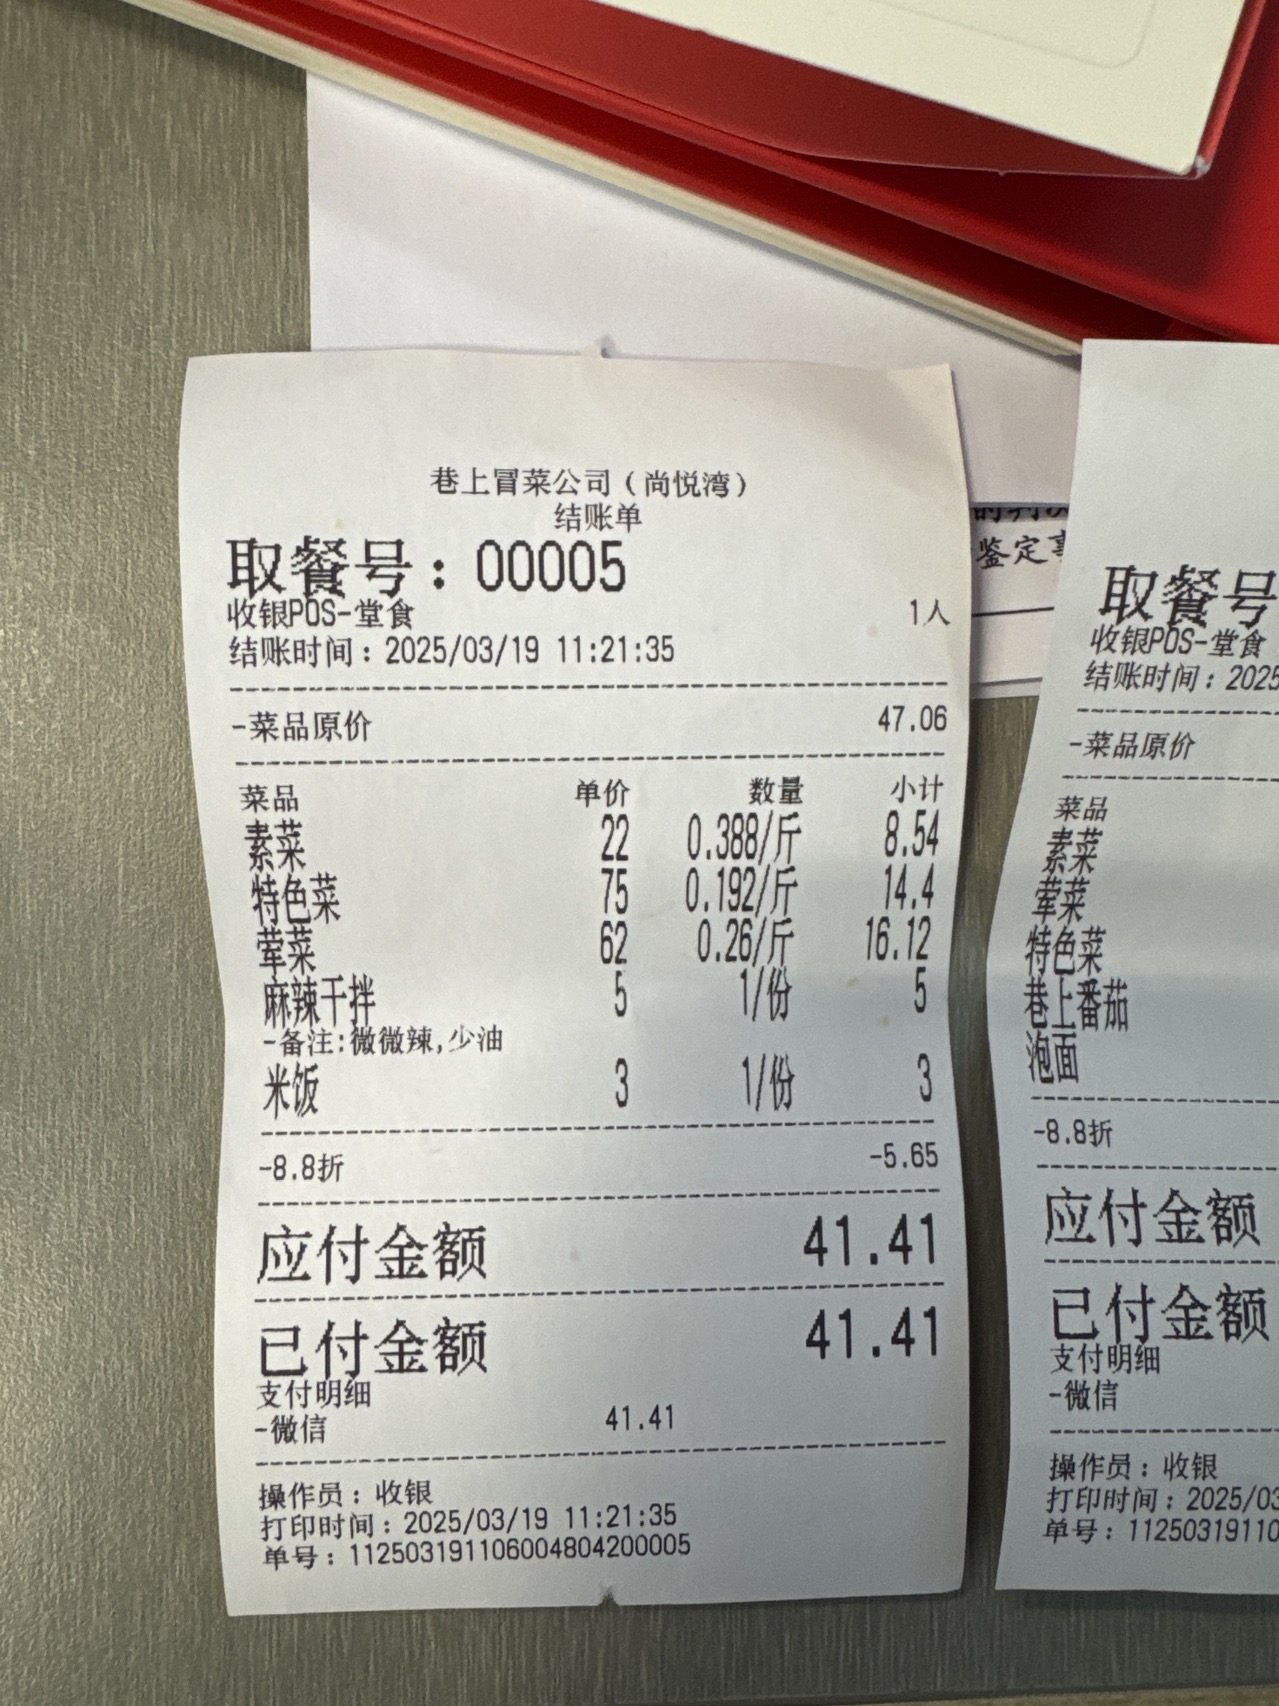 巷上冒菜公司（尚悦湾）
结账单
取餐号：00005
收银POS-堂食 1人
结账时间：2025/03/19 11:21:35
-菜品原价 47.06
菜品 单价 数量 小计
素菜 22 0.388/斤 8.54
特色菜 75 0.192/斤 14.4
荤菜 62 0.26/斤 16.12
麻辣干拌 5 1/份 5
-备注:微微辣,少油
米饭 3 1/份 3
-8.8折 -5.65
应付金额 41.41
已付金额 41.41
支付明细
-微信 41.41
操作员：收银
打印时间：2025/03/19 11:21:35
单号：112503191106004804200005
鉴定
取餐号
收银POS-堂食
结账时间：2025
-菜品原价
菜品
素菜
荤菜
特色菜
巷上番茄
泡面
-8.8折
应付金额
已付金额
支付明细
-微信
操作员：收银
打印时间：2025/03
单号：11250319110